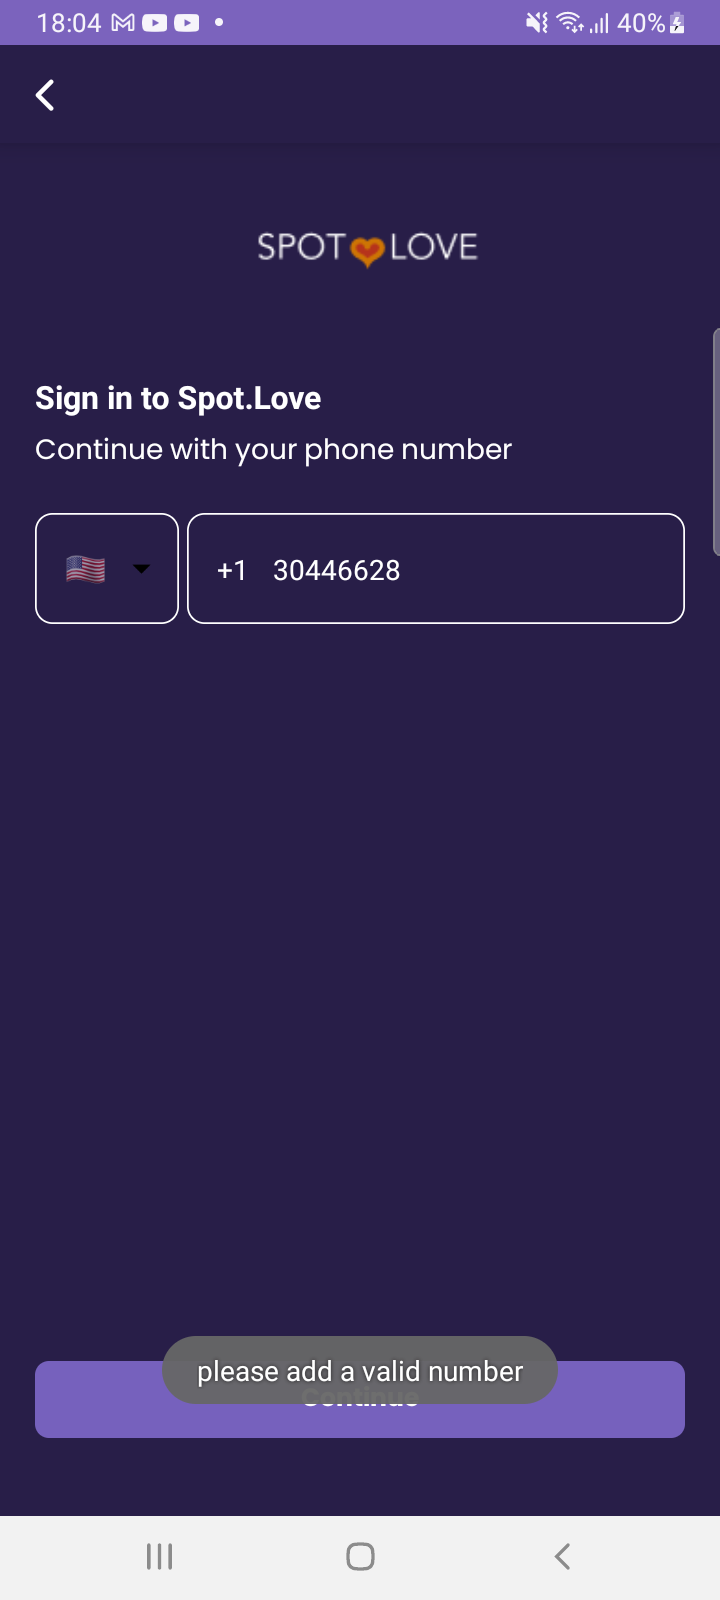 18:04 40%
SPOT LOVE
Sign in to Spot.Love
Continue with your phone number
+1 30446628
please add a valid number
Continue